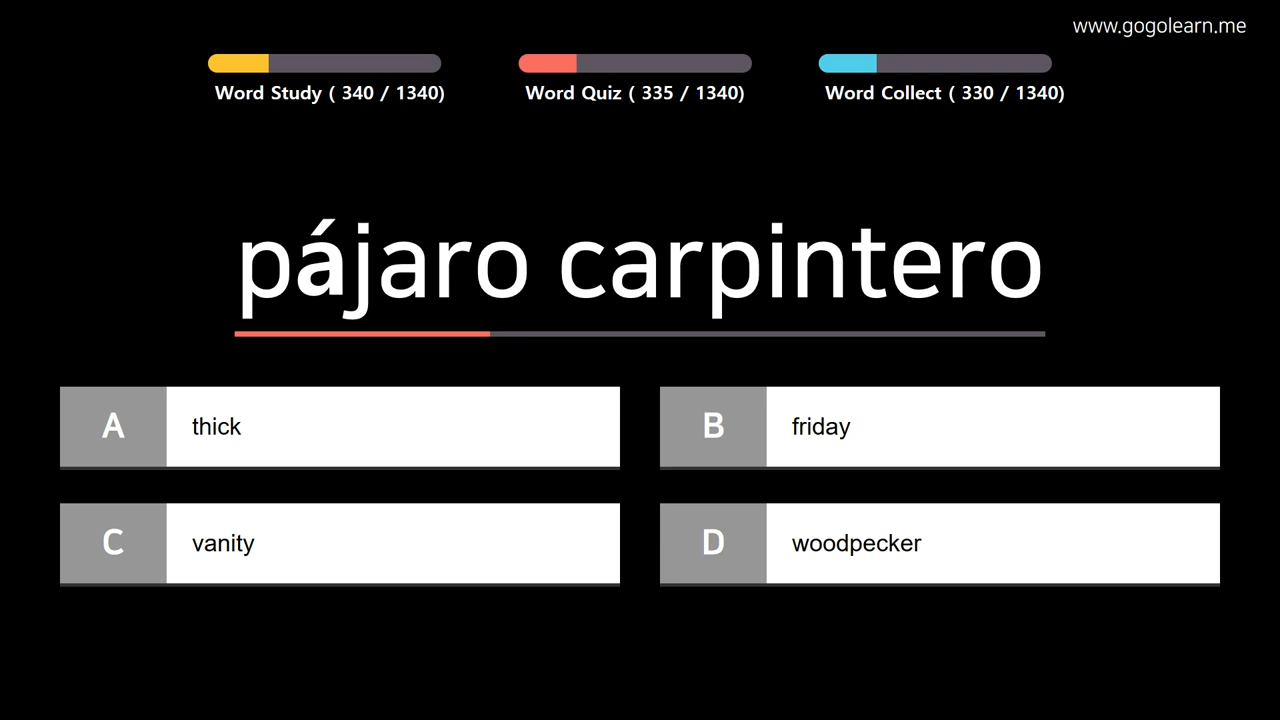 www.gogolearn.me
Word Study ( 340 / 1340)
Word Quiz ( 335 / 1340)
Word Collect ( 330 / 1340)
pájaro carpintero
A thick
B friday
C vanity
D woodpecker